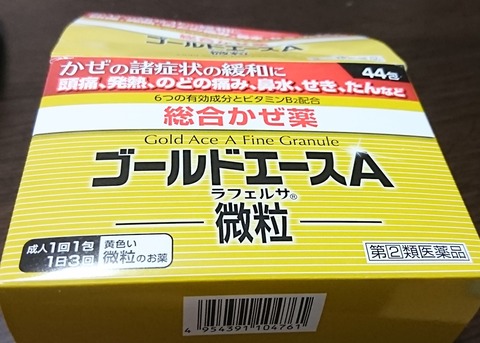 ゴールドエースA
かぜの諸症状の緩和に
頭痛、発熱、のどの痛み、鼻水、せき、たんなど
44包
6つの有効成分とビタミンB₂配合
総合かぜ薬
Gold Ace A Fine Granule
ゴールドエースA
ラフェルサ®
微粒
成人1回1包
1日3回
黄色い
微粒のお薬
指定②類医薬品
4 954391 104761